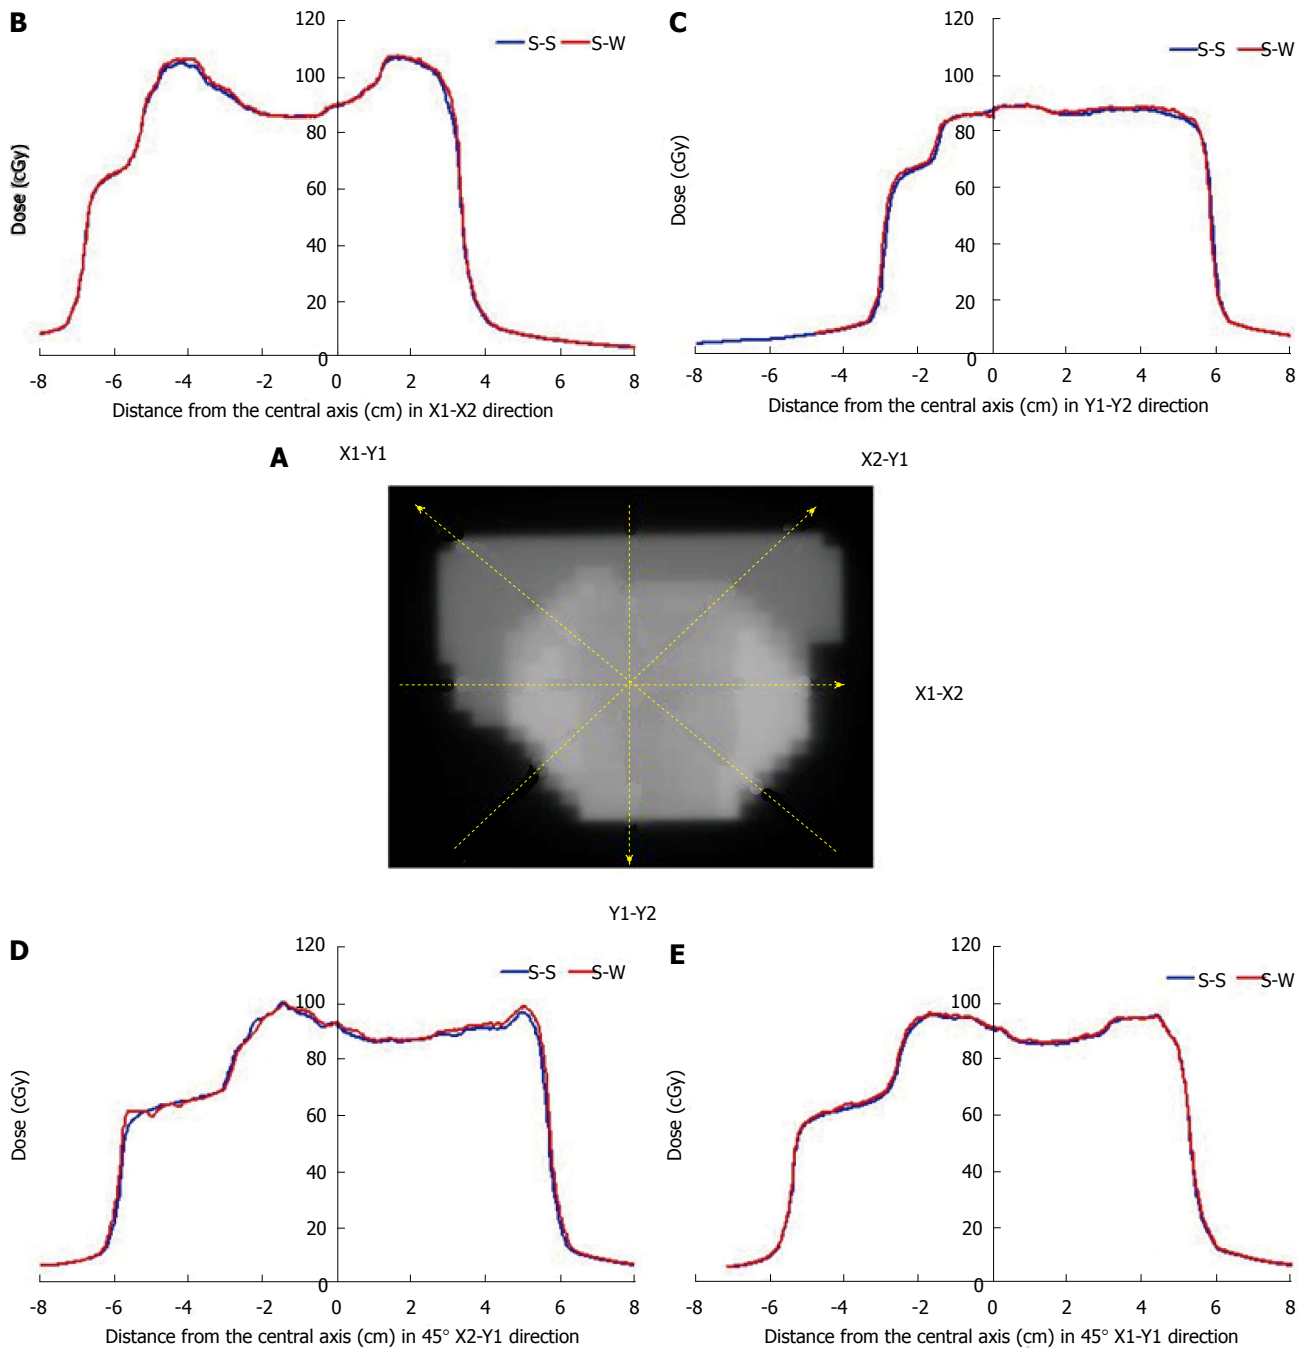 B
120
100
80
60
40
20
0
Dose (cGy)
S-S S-W
-8 -6 -4 -2 0 2 4 6 8
Distance from the central axis (cm) in X1-X2 direction
C
120
100
80
60
40
20
0
Dose (cGy)
S-S S-W
-8 -6 -4 -2 0 2 4 6 8
Distance from the central axis (cm) in Y1-Y2 direction
A
X1-Y1
X2-Y1
X1-X2
Y1-Y2
D
120
100
80
60
40
20
0
Dose (cGy)
S-S S-W
-8 -6 -4 -2 0 2 4 6 8
Distance from the central axis (cm) in 45° X2-Y1 direction
E
120
100
80
60
40
20
0
Dose (cGy)
S-S S-W
-8 -6 -4 -2 0 2 4 6 8
Distance from the central axis (cm) in 45° X1-Y1 direction